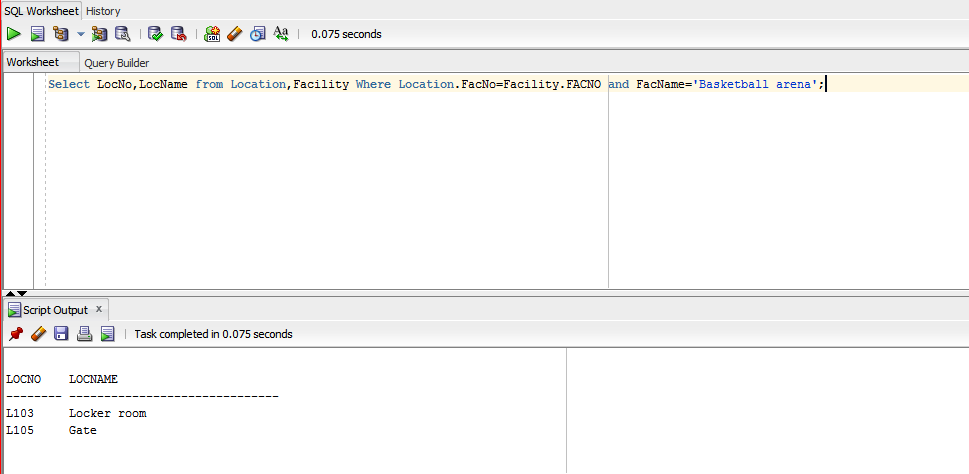 SQL Worksheet History
Aa 0.075 seconds
Worksheet Query Builder
Select LocNo,LocName from Location,Facility Where Location.FacNo=Facility.FACNO and FacName='Basketball arena';
Script Output x
Task completed in 0.075 seconds
LOCNO LOCNAME
-------- ------------------------------
L103 Locker room
L105 Gate